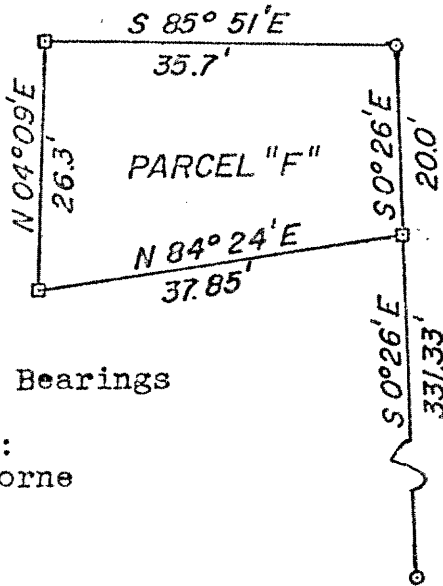 S 85° 51' E
35.7'
N 04° 09' E
26.3'
PARCEL "F"
S 0° 26' E
20.0'
N 84° 24' E
37.85'
Bearings
S 0° 26' E
331.33'
:
orne